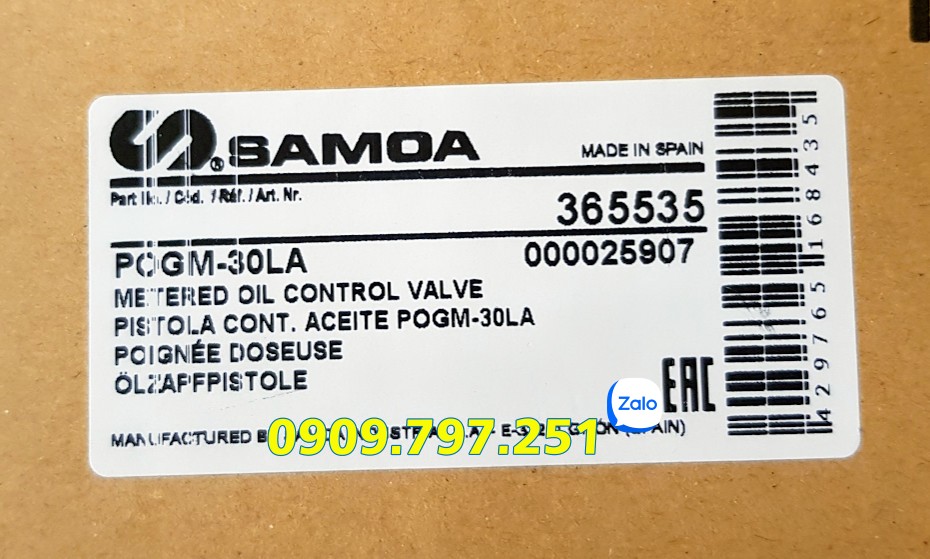 SAMOA
MADE IN SPAIN
Part No. / Cód. / Réf. / Art. Nr.
365535
POGM-30LA
000025907
METERED OIL CONTROL VALVE
PISTOLA CONT. ACEITE POGM-30LA
POIGNÉE DOSEUSE
ÖLZAPFPISTOLE
EAC
Zalo
MANUFACTURED
0909.797.251